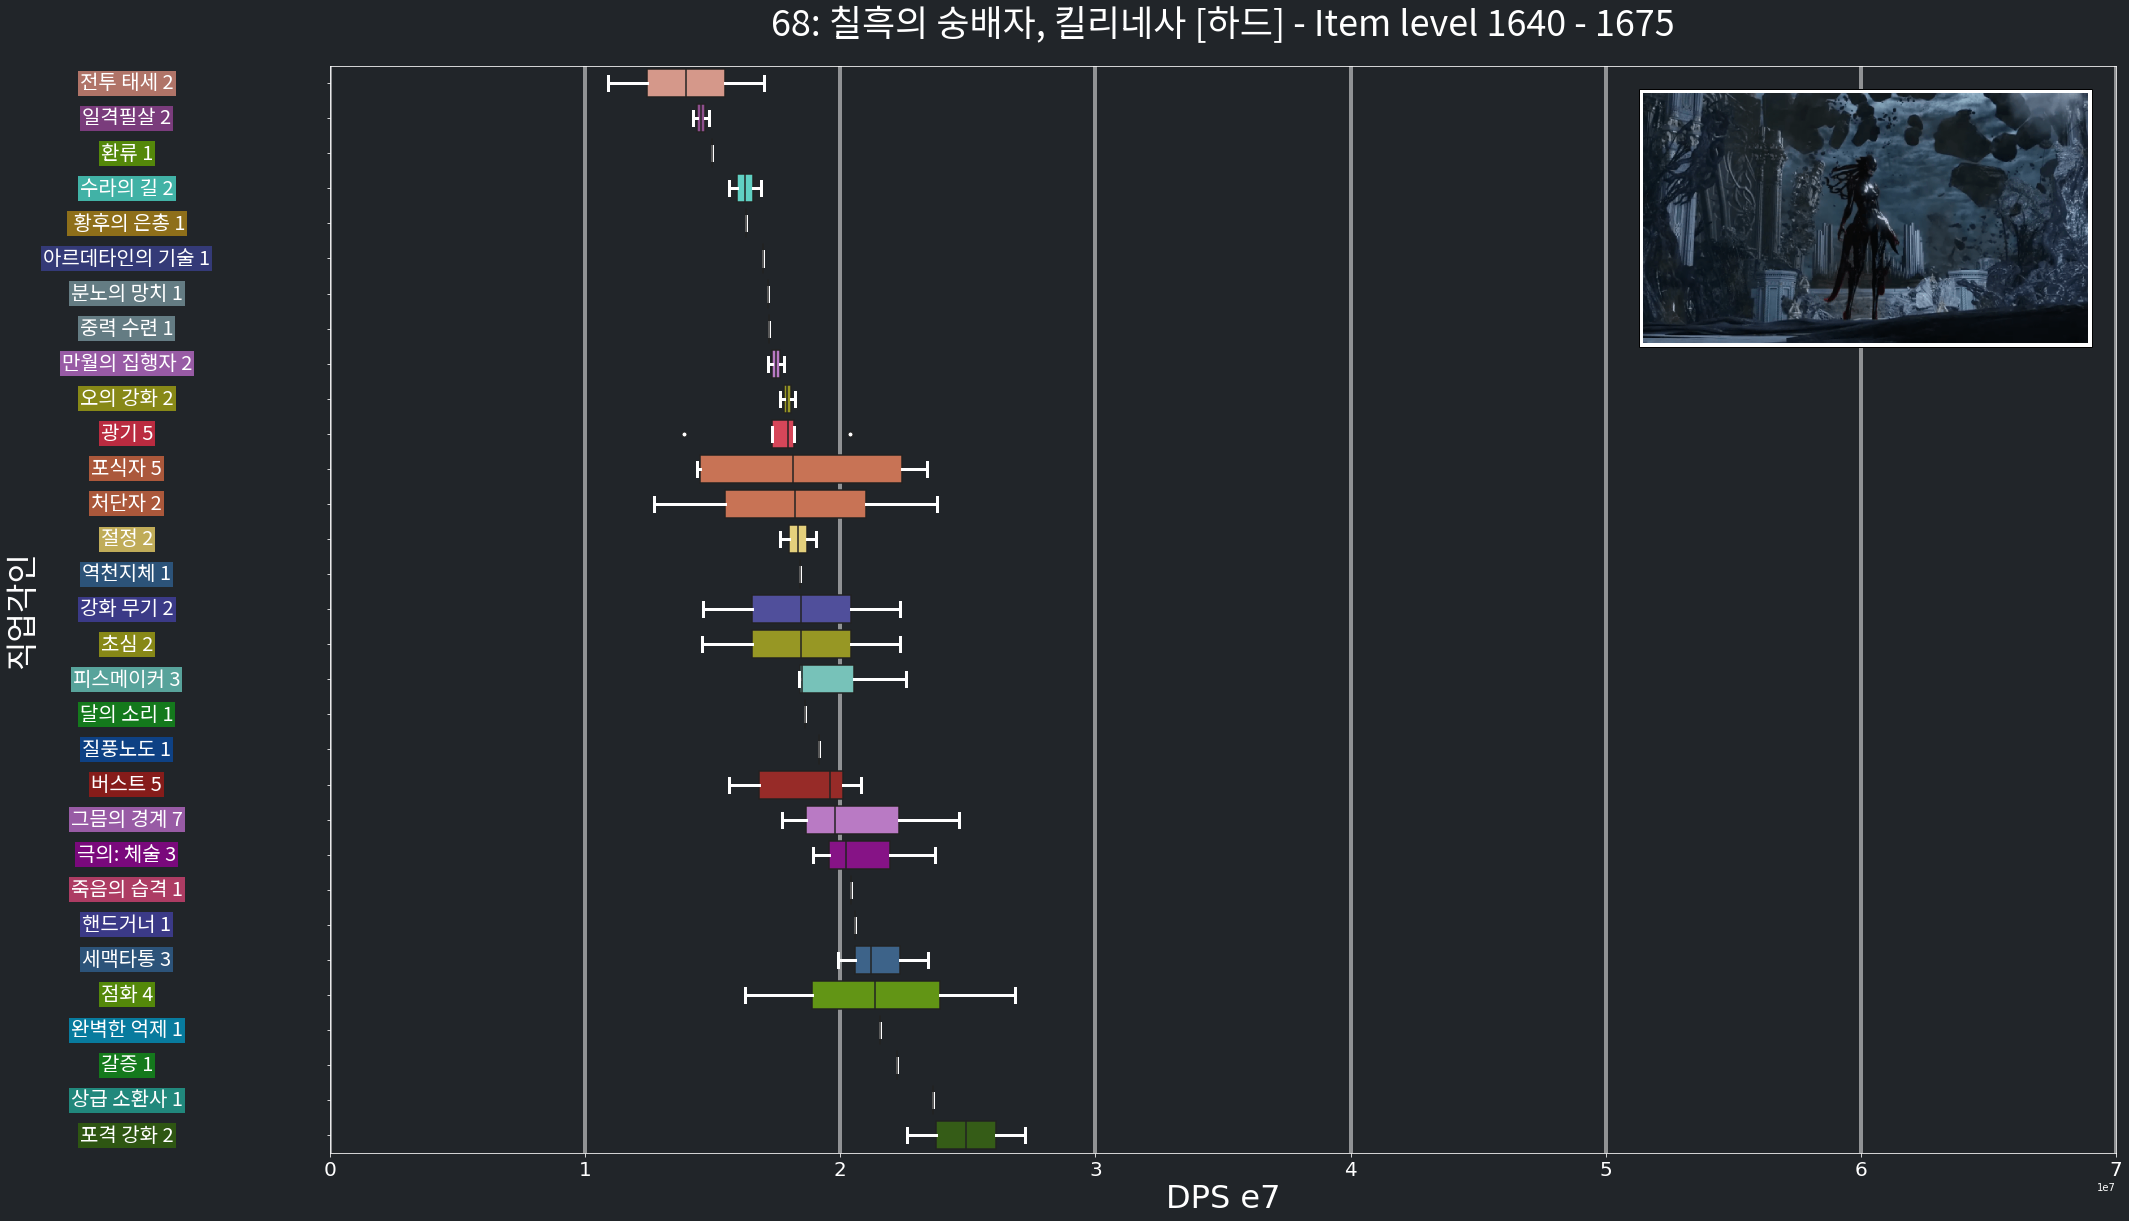 68: 칠흑의 숭배자, 킬리네사 [하드] - Item level 1640 - 1675
전투 태세 2
일격필살 2
환류 1
수라의 길 2
황후의 은총 1
아르데타인의 기술 1
분노의 망치 1
중력 수련 1
만월의 집행자 2
오의 강화 2
광기 5
포식자 5
처단자 2
절정 2
역천지체 1
강화 무기 2
초심 2
피스메이커 3
달의 소리 1
질풍노도 1
버스트 5
그믐의 경계 7
극의: 체술 3
죽음의 습격 1
핸드거너 1
세맥타통 3
점화 4
완벽한 억제 1
갈증 1
상급 소환사 1
포격 강화 2
직업각인
0 1 2 3 4 5 6 7
1e7
DPS e7